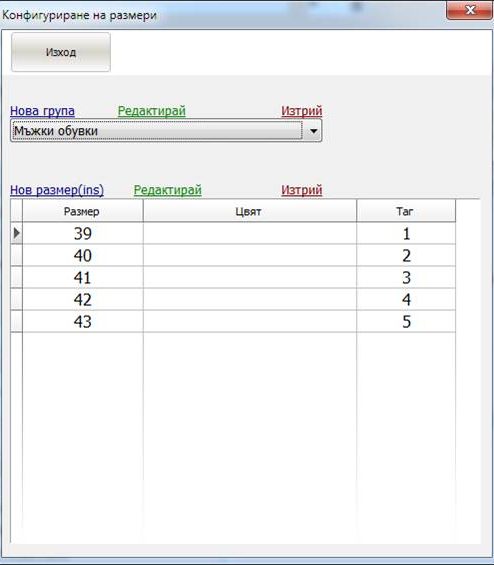 Конфигуриране на размери
Изход
Нова група Редактирай Изтрий
Мъжки обувки
Нов размер(ins) Редактирай Изтрий
Размер Цвят Таг
39 1
40 2
41 3
42 4
43 5